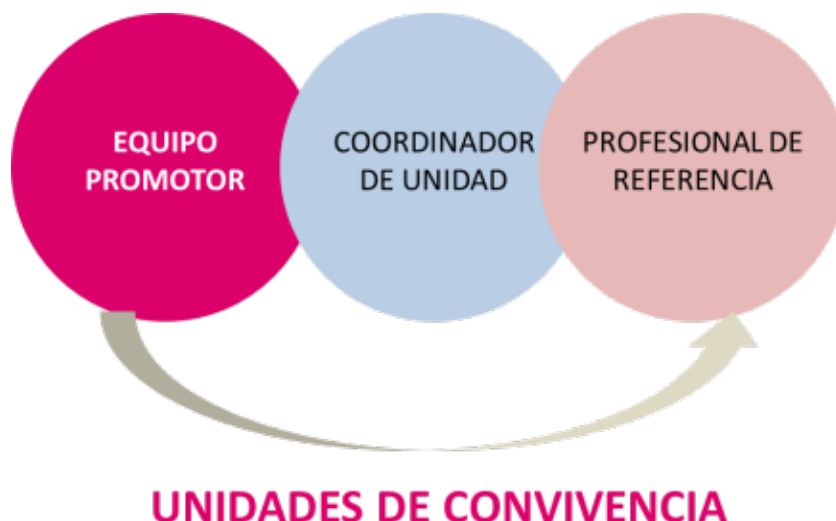 EQUIPO
PROMOTOR
COORDINADOR
DE UNIDAD
PROFESIONAL DE
REFERENCIA
UNIDADES DE CONVIVENCIA